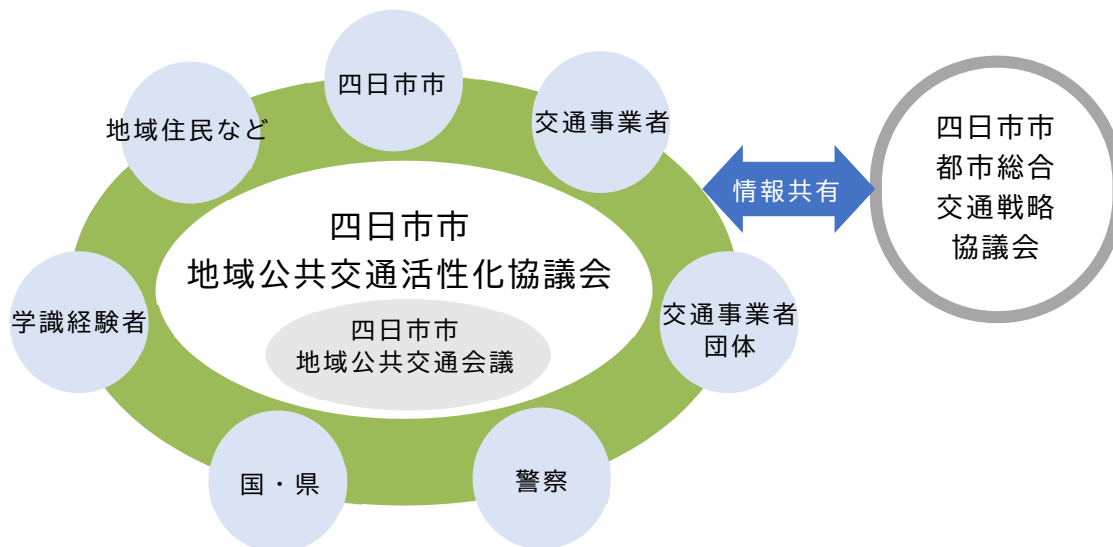 四日市市
地域住民など
交通事業者
四日市市
都市総合
交通戦略
協議会
情報共有
四日市市
地域公共交通活性化協議会
四日市市
地域公共交通会議
学識経験者
交通事業者
団体
国・県
警察